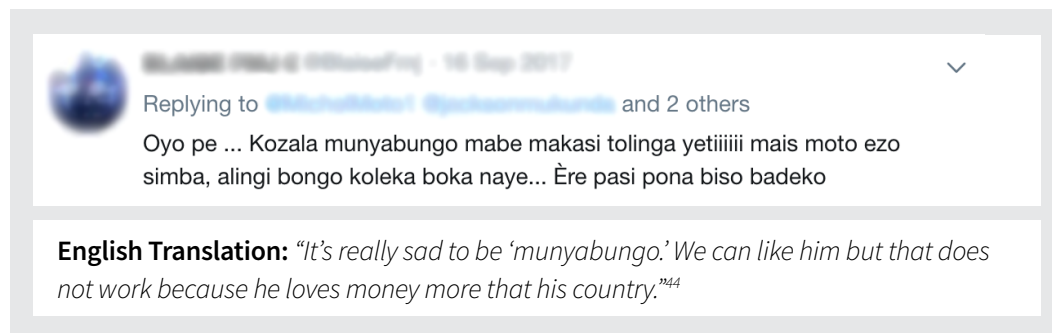 Replying to and 2 others
Oyo pe ... Kozala munyabungo mabe makasi tolinga yetiiiiii mais moto ezo
simba, alingi bongo koleka boka naye... Ère pasi pona biso badeko
English Translation: “It’s really sad to be ‘munyabungo.’ We can like him but that does
not work because he loves money more that his country.”44